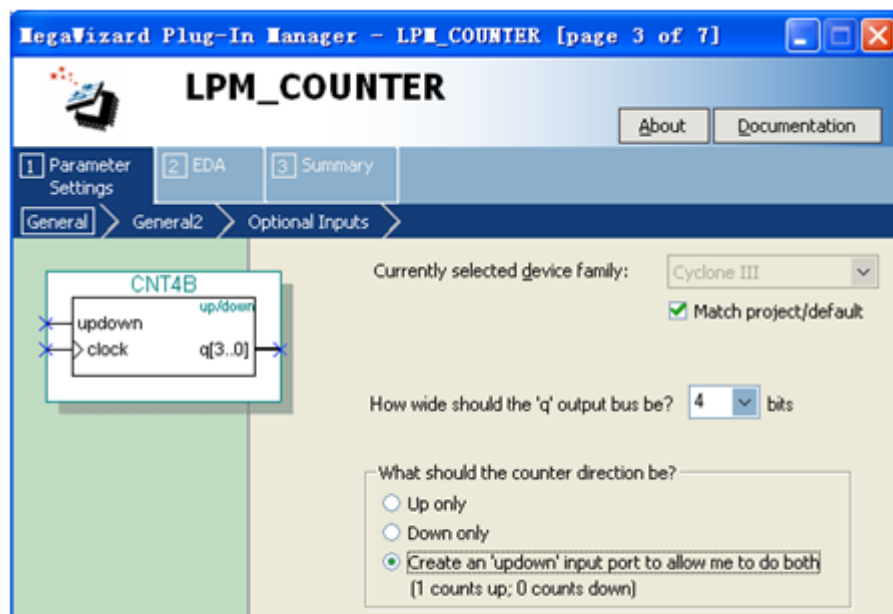 MegaWizard Plug-In Manager - LPM_COUNTER [page 3 of 7]
LPM_COUNTER
About Documentation
1 Parameter Settings 2 EDA 3 Summary
General General2 Optional Inputs
CNT4B
up/down
updown
clock q[3..0]
Currently selected device family: Cyclone III
Match project/default
How wide should the 'q' output bus be? 4 bits
What should the counter direction be?
Up only
Down only
Create an 'updown' input port to allow me to do both
(1 counts up; 0 counts down)